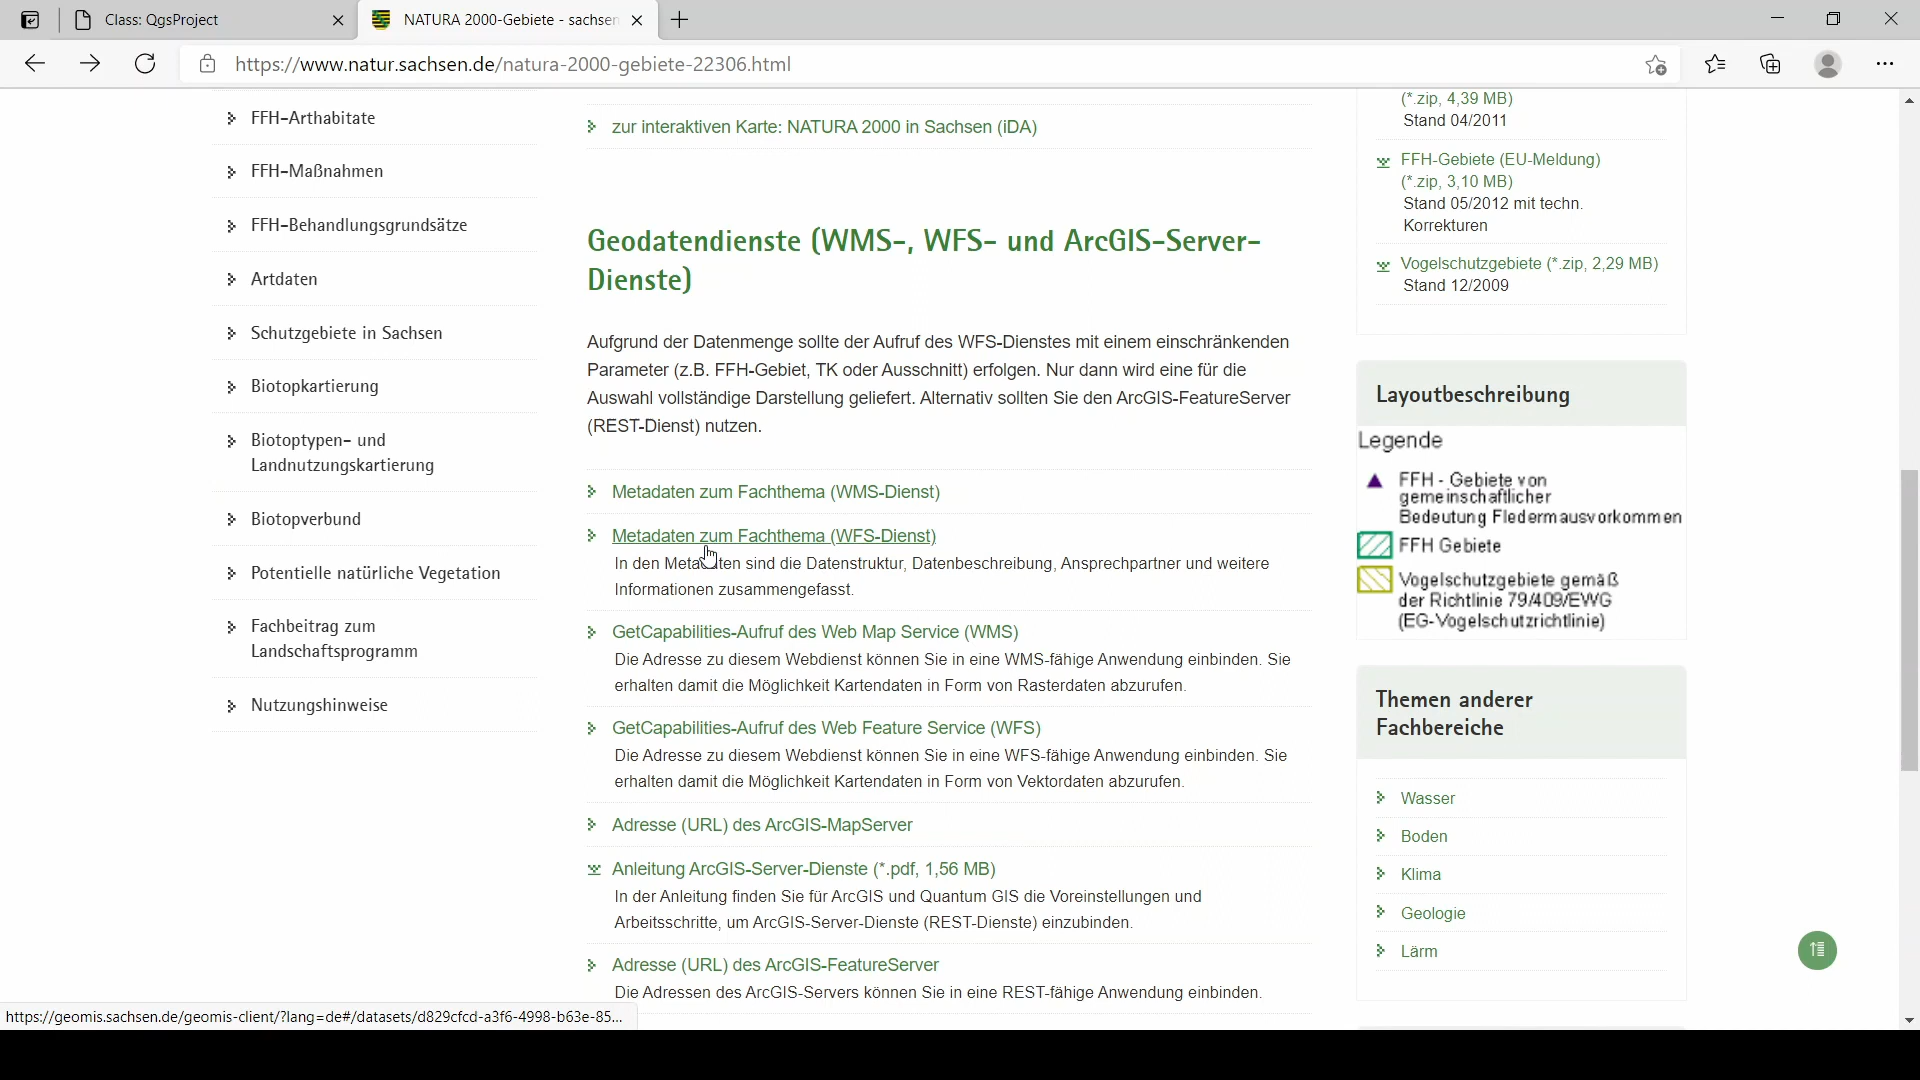 Class: QgsProject
NATURA 2000-Gebiete - sachsen
https://www.natur.sachsen.de/natura-2000-gebiete-22306.html
FFH-Arthabitate
FFH-Maßnahmen
FFH-Behandlungsgrundsätze
Artdaten
Schutzgebiete in Sachsen
Biotopkartierung
Biotoptypen- und
Landnutzungskartierung
Biotopverbund
Potentielle natürliche Vegetation
Fachbeitrag zum
Landschaftsprogramm
Nutzungshinweise
zur interaktiven Karte: NATURA 2000 in Sachsen (iDA)
Geodatendienste (WMS-, WFS- und ArcGIS-Server-
Dienste)
Aufgrund der Datenmenge sollte der Aufruf des WFS-Dienstes mit einem einschränkenden
Parameter (z.B. FFH-Gebiet, TK oder Ausschnitt) erfolgen. Nur dann wird eine für die
Auswahl vollständige Darstellung geliefert. Alternativ sollten Sie den ArcGIS-FeatureServer
(REST-Dienst) nutzen.
Metadaten zum Fachthema (WMS-Dienst)
Metadaten zum Fachthema (WFS-Dienst)
In den Metadaten sind die Datenstruktur, Datenbeschreibung, Ansprechpartner und weitere
Informationen zusammengefasst.
GetCapabilities-Aufruf des Web Map Service (WMS)
Die Adresse zu diesem Webdienst können Sie in eine WMS-fähige Anwendung einbinden. Sie
erhalten damit die Möglichkeit Kartendaten in Form von Rasterdaten abzurufen.
GetCapabilities-Aufruf des Web Feature Service (WFS)
Die Adresse zu diesem Webdienst können Sie in eine WFS-fähige Anwendung einbinden. Sie
erhalten damit die Möglichkeit Kartendaten in Form von Vektordaten abzurufen.
Adresse (URL) des ArcGIS-MapServer
Anleitung ArcGIS-Server-Dienste (*.pdf, 1,56 MB)
In der Anleitung finden Sie für ArcGIS und Quantum GIS die Voreinstellungen und
Arbeitsschritte, um ArcGIS-Server-Dienste (REST-Dienste) einzubinden.
Adresse (URL) des ArcGIS-FeatureServer
Die Adressen des ArcGIS-Servers können Sie in eine REST-fähige Anwendung einbinden.
(*.zip, 4,39 MB)
Stand 04/2011
FFH-Gebiete (EU-Meldung)
(*.zip, 3,10 MB)
Stand 05/2012 mit techn.
Korrekturen
Vogelschutzgebiete (*.zip, 2,29 MB)
Stand 12/2009
Layoutbeschreibung
Legende
FFH - Gebiete von
gemeinschaftlicher
Bedeutung Fledermausvorkommen
FFH Gebiete
Vogelschutzgebiete gemäß
der Richtlinie 79/409/EWG
(EG-Vogelschutzrichtlinie)
Themen anderer
Fachbereiche
Wasser
Boden
Klima
Geologie
Lärm
https://geomis.sachsen.de/geomis-client/?lang=de#/datasets/d829cfcd-a3f6-4998-b63e-85...